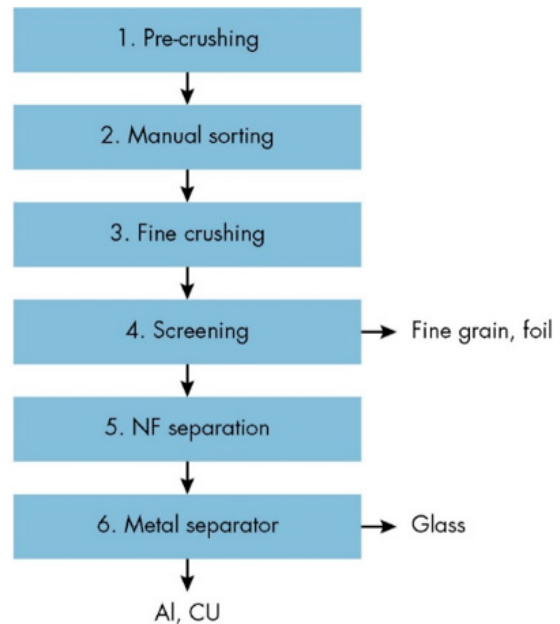 1. Pre-crushing
2. Manual sorting
3. Fine crushing
4. Screening
Fine grain, foil
5. NF separation
6. Metal separator
Glass
Al, CU